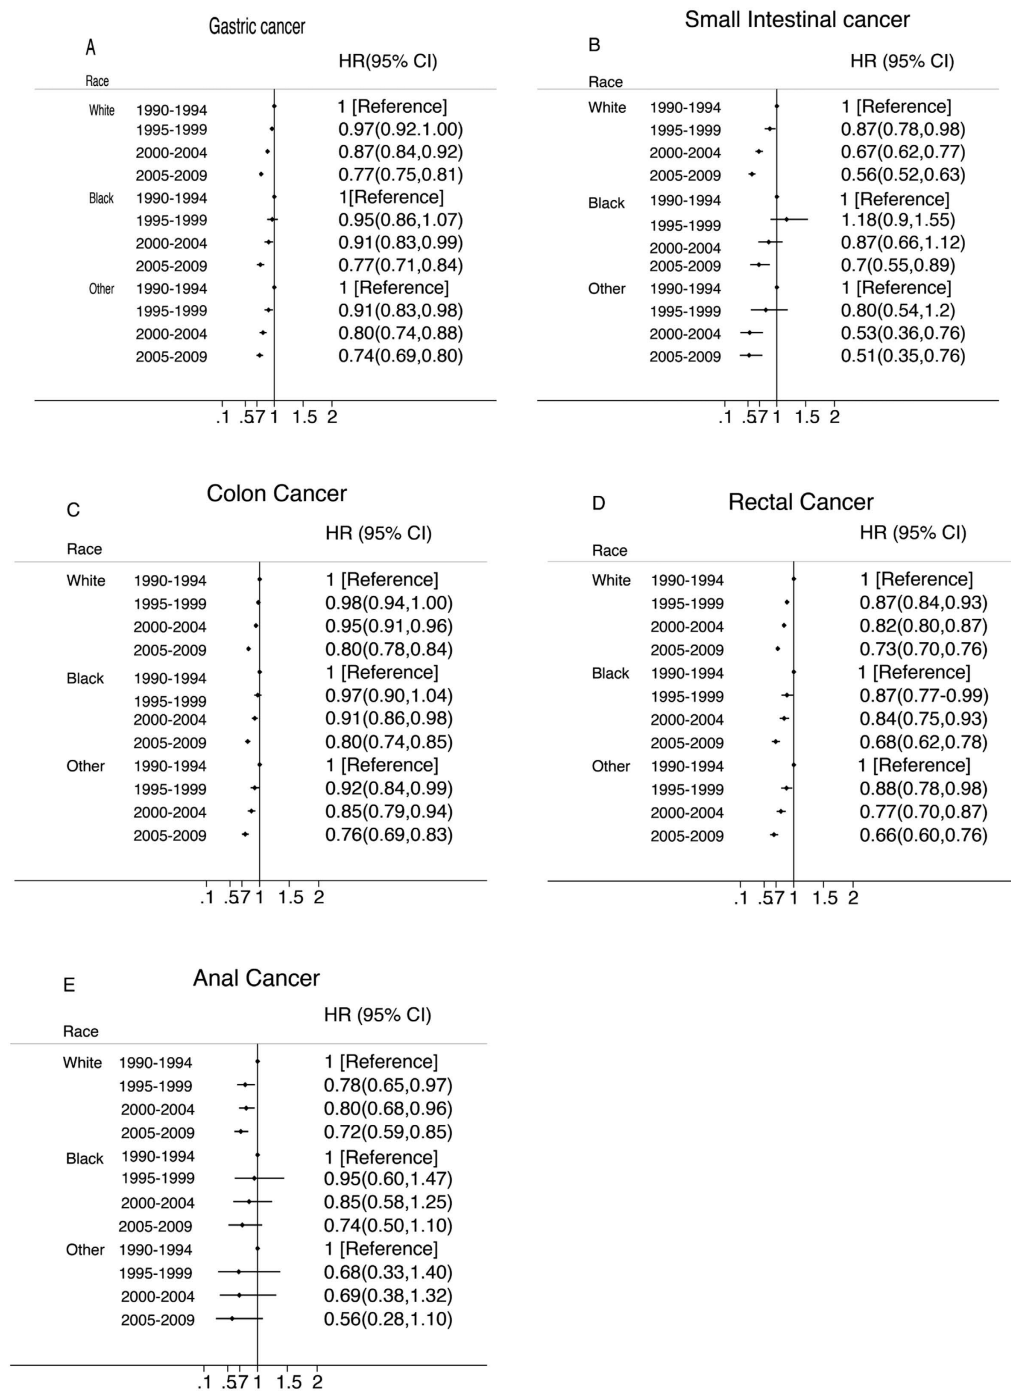 Gastric cancer
A
HR(95% CI)
Race
White 1990-1994 1 [Reference]
1995-1999 0.97(0.92.1.00)
2000-2004 0.87(0.84,0.92)
2005-2009 0.77(0.75,0.81)
Black 1990-1994 1[Reference]
1995-1999 0.95(0.86,1.07)
2000-2004 0.91(0.83,0.99)
2005-2009 0.77(0.71,0.84)
Other 1990-1994 1 [Reference]
1995-1999 0.91(0.83,0.98)
2000-2004 0.80(0.74,0.88)
2005-2009 0.74(0.69,0.80)
.1 .5.7 1 1.5 2
Small Intestinal cancer
B
HR (95% CI)
Race
White 1990-1994 1 [Reference]
1995-1999 0.87(0.78,0.98)
2000-2004 0.67(0.62,0.77)
2005-2009 0.56(0.52,0.63)
Black 1990-1994 1 [Reference]
1995-1999 1.18(0.9,1.55)
2000-2004 0.87(0.66,1.12)
2005-2009 0.7(0.55,0.89)
Other 1990-1994 1 [Reference]
1995-1999 0.80(0.54,1.2)
2000-2004 0.53(0.36,0.76)
2005-2009 0.51(0.35,0.76)
.1 .5.7 1 1.5 2
Colon Cancer
C
HR (95% CI)
Race
White 1990-1994 1 [Reference]
1995-1999 0.98(0.94,1.00)
2000-2004 0.95(0.91,0.96)
2005-2009 0.80(0.78,0.84)
Black 1990-1994 1 [Reference]
1995-1999 0.97(0.90,1.04)
2000-2004 0.91(0.86,0.98)
2005-2009 0.80(0.74,0.85)
Other 1990-1994 1 [Reference]
1995-1999 0.92(0.84,0.99)
2000-2004 0.85(0.79,0.94)
2005-2009 0.76(0.69,0.83)
.1 .5.7 1 1.5 2
Rectal Cancer
D
HR (95% CI)
Race
White 1990-1994 1 [Reference]
1995-1999 0.87(0.84,0.93)
2000-2004 0.82(0.80,0.87)
2005-2009 0.73(0.70,0.76)
Black 1990-1994 1 [Reference]
1995-1999 0.87(0.77-0.99)
2000-2004 0.84(0.75,0.93)
2005-2009 0.68(0.62,0.78)
Other 1990-1994 1 [Reference]
1995-1999 0.88(0.78,0.98)
2000-2004 0.77(0.70,0.87)
2005-2009 0.66(0.60,0.76)
.1 .5.7 1 1.5 2
Anal Cancer
E
HR (95% CI)
Race
White 1990-1994 1 [Reference]
1995-1999 0.78(0.65,0.97)
2000-2004 0.80(0.68,0.96)
2005-2009 0.72(0.59,0.85)
Black 1990-1994 1 [Reference]
1995-1999 0.95(0.60,1.47)
2000-2004 0.85(0.58,1.25)
2005-2009 0.74(0.50,1.10)
Other 1990-1994 1 [Reference]
1995-1999 0.68(0.33,1.40)
2000-2004 0.69(0.38,1.32)
2005-2009 0.56(0.28,1.10)
.1 .5.7 1 1.5 2